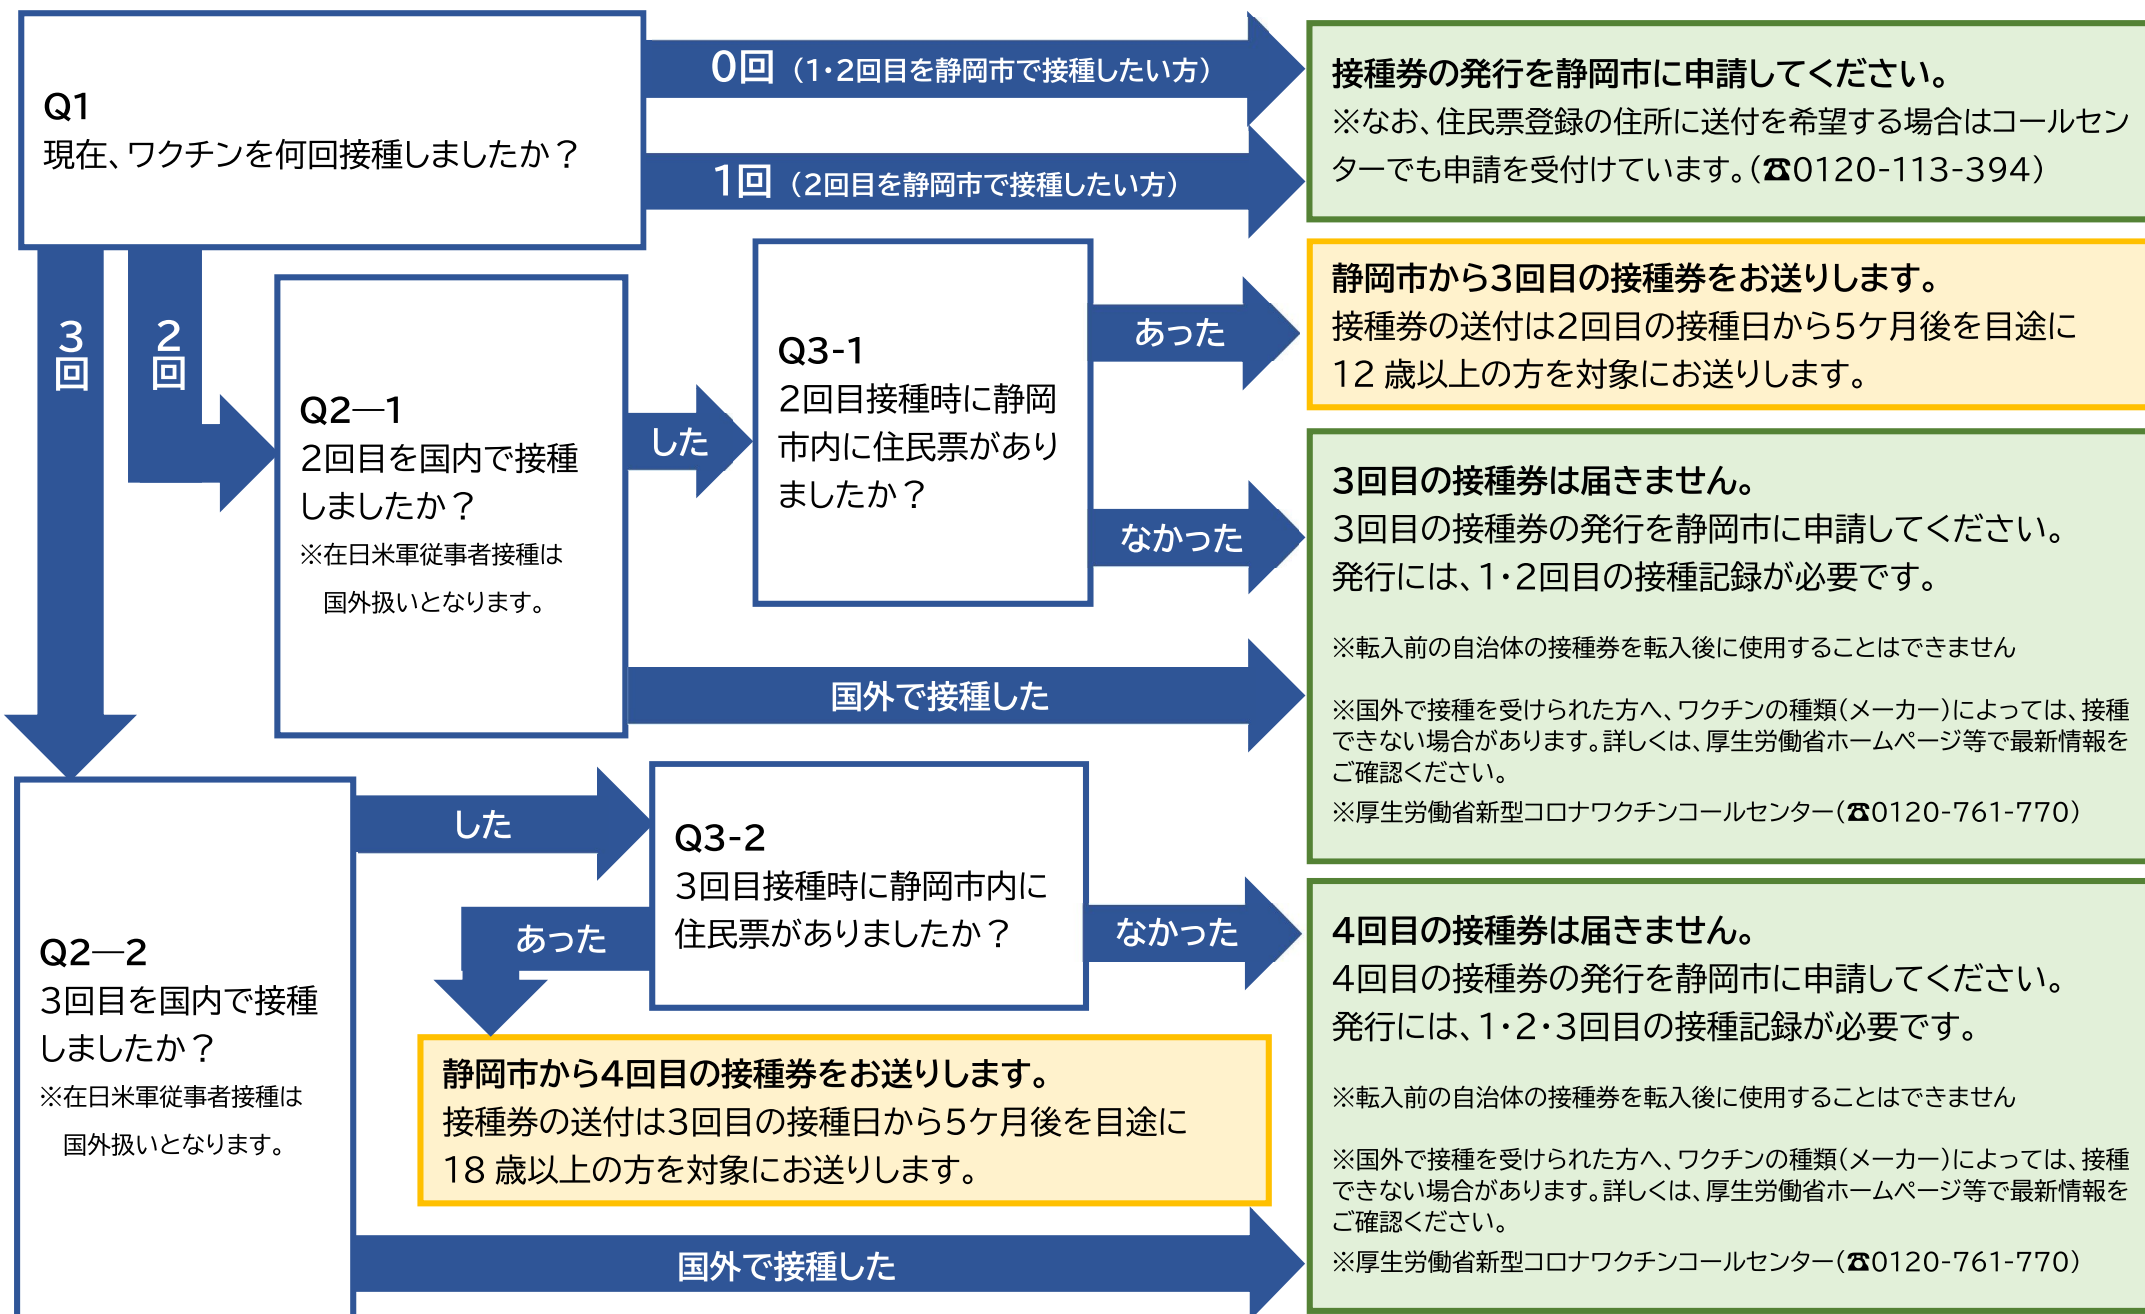 Q1
現在、ワクチンを何回接種しましたか？
0回（1・2回目を静岡市で接種したい方）
1回（2回目を静岡市で接種したい方）
接種券の発行を静岡市に申請してください。
※なお、住民票登録の住所に送付を希望する場合はコールセン
ターでも申請を受付けています。（☎0120-113-394）
3回
2回
Q2―1
2回目を国内で接種
しましたか？
※在日米軍従事者接種は
国外扱いとなります。
した
Q3-1
2回目接種時に静岡
市内に住民票があり
ましたか？
あった
静岡市から3回目の接種券をお送りします。
接種券の送付は2回目の接種日から5ケ月後を目途に
12 歳以上の方を対象にお送りします。
なかった
国外で接種した
3回目の接種券は届きません。
3回目の接種券の発行を静岡市に申請してください。
発行には、1・2回目の接種記録が必要です。
※転入前の自治体の接種券を転入後に使用することはできません
※国外で接種を受けられた方へ、ワクチンの種類（メーカー）によっては、接種
できない場合があります。詳しくは、厚生労働省ホームページ等で最新情報を
ご確認ください。
※厚生労働省新型コロナワクチンコールセンター（☎0120-761-770）
Q2―2
3回目を国内で接種
しましたか？
※在日米軍従事者接種は
国外扱いとなります。
した
Q3-2
3回目接種時に静岡市内に
住民票がありましたか？
あった
静岡市から4回目の接種券をお送りします。
接種券の送付は3回目の接種日から5ケ月後を目途に
18 歳以上の方を対象にお送りします。
なかった
国外で接種した
4回目の接種券は届きません。
4回目の接種券の発行を静岡市に申請してください。
発行には、1・2・3回目の接種記録が必要です。
※転入前の自治体の接種券を転入後に使用することはできません
※国外で接種を受けられた方へ、ワクチンの種類（メーカー）によっては、接種
できない場合があります。詳しくは、厚生労働省ホームページ等で最新情報を
ご確認ください。
※厚生労働省新型コロナワクチンコールセンター（☎0120-761-770）